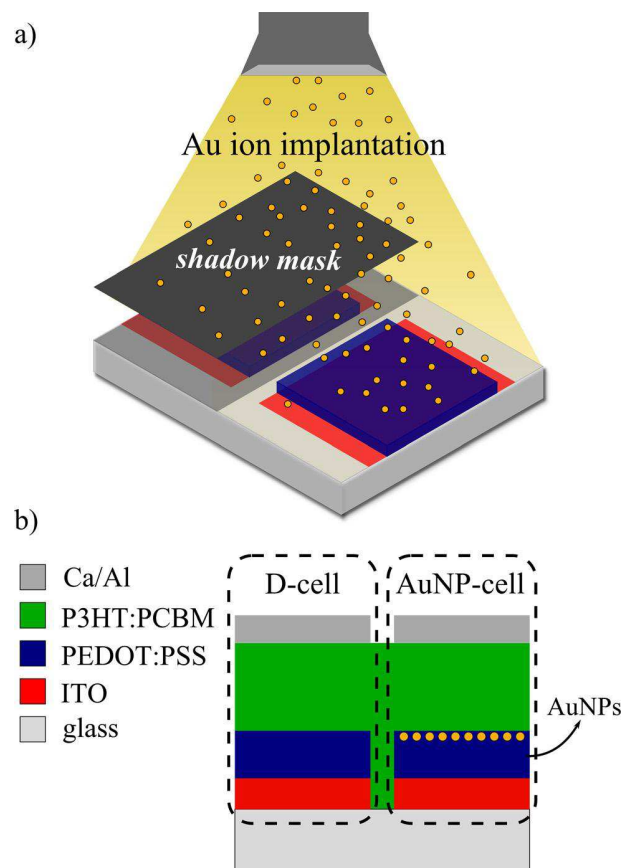 a)
Au ion implantation
shadow mask
b)
Ca/Al
P3HT:PCBM
PEDOT:PSS
ITO
glass
D-cell
AuNP-cell
AuNPs